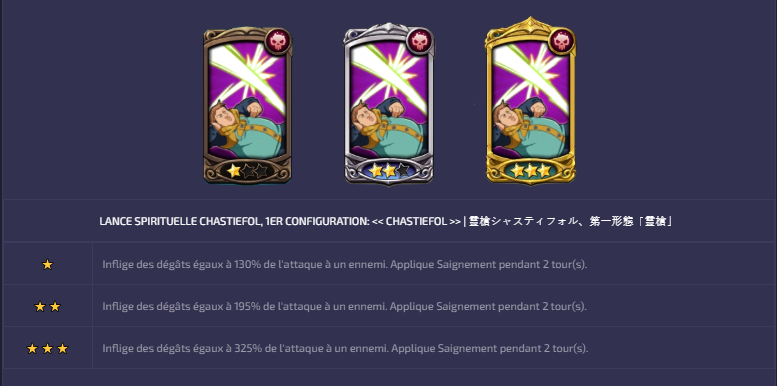 LANCE SPIRITUELLE CHASTIEFOL, 1ER CONFIGURATION: << CHASTIEFOL >> | 霊槍シャスティフォル、第一形態「霊槍」
Inflige des dégâts égaux à 130% de l'attaque à un ennemi. Applique Saignement pendant 2 tour(s).
Inflige des dégâts égaux à 195% de l'attaque à un ennemi. Applique Saignement pendant 2 tour(s).
Inflige des dégâts égaux à 325% de l'attaque à un ennemi. Applique Saignement pendant 2 tour(s).